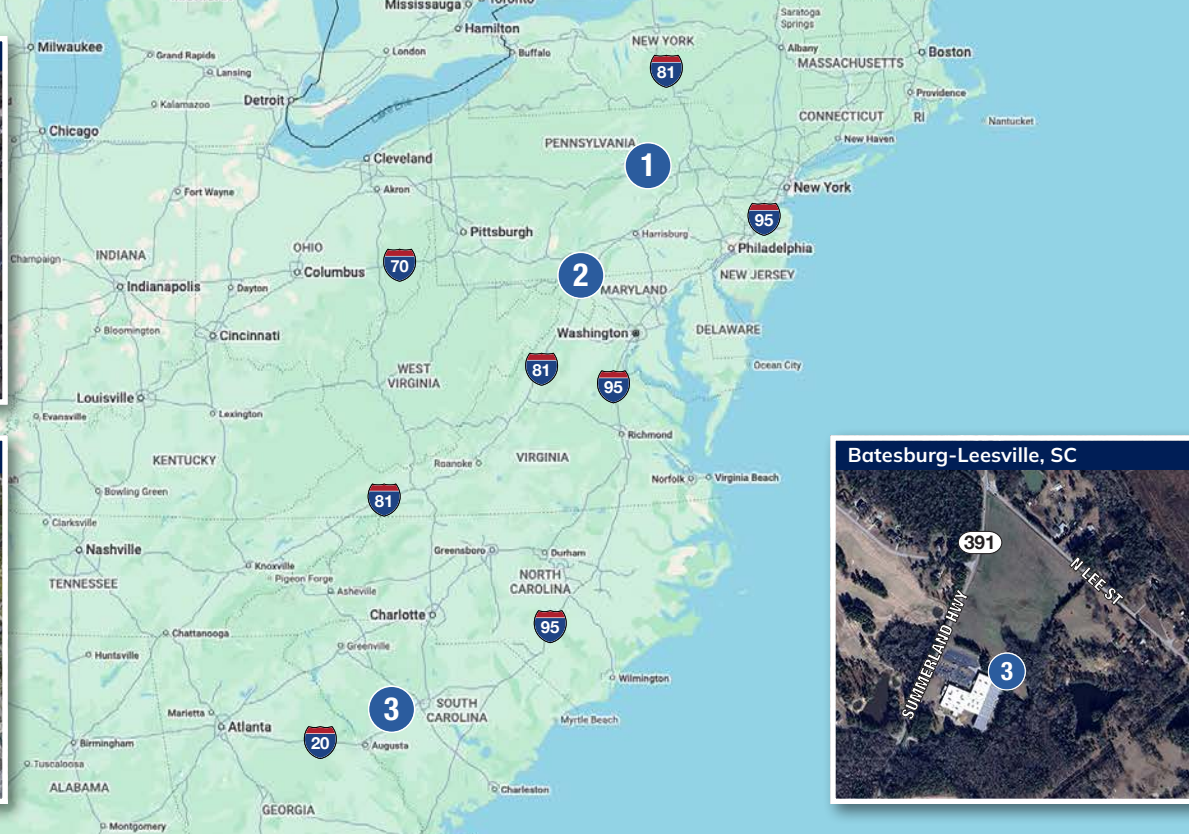 Mississauga
Toronto
Saratoga
Springs
Hamilton
NEW YORK
Milwaukee
Grand Rapids
London
Buffalo
Albany
Boston
MASSACHUSETTS
Lansing
81
Kalamazoo
Detroit
Lake Erie
Providence
CONNECTICUT
RI
Nantucket
Chicago
PENNSYLVANIA
New Haven
Cleveland
1
Fort Wayne
Akron
New York
95
Pittsburgh
Harrisburg
Philadelphia
OHIO
INDIANA
Champaign
70
Columbus
2
NEW JERSEY
Indianapolis
Dayton
MARYLAND
Bloomington
Cincinnati
Washington
DELAWARE
WEST
VIRGINIA
81
95
Ocean City
Louisville
Evansville
Lexington
Richmond
KENTUCKY
Roanoke
VIRGINIA
Batesburg-Leesville, SC
Norfolk
Virginia Beach
Bowling Green
81
Clarksville
Nashville
Greensboro
Durham
391
Knoxville
Pigeon Forge
TENNESSEE
Asheville
NORTH
CAROLINA
N LEE ST
Charlotte
95
SUMMERLAND HWY
Chattanooga
Greenville
Huntsville
3
Wilmington
Marietta
3
SOUTH
CAROLINA
Atlanta
Myrtle Beach
20
Augusta
Birmingham
Tuscaloosa
ALABAMA
Charleston
GEORGIA
Montgomery